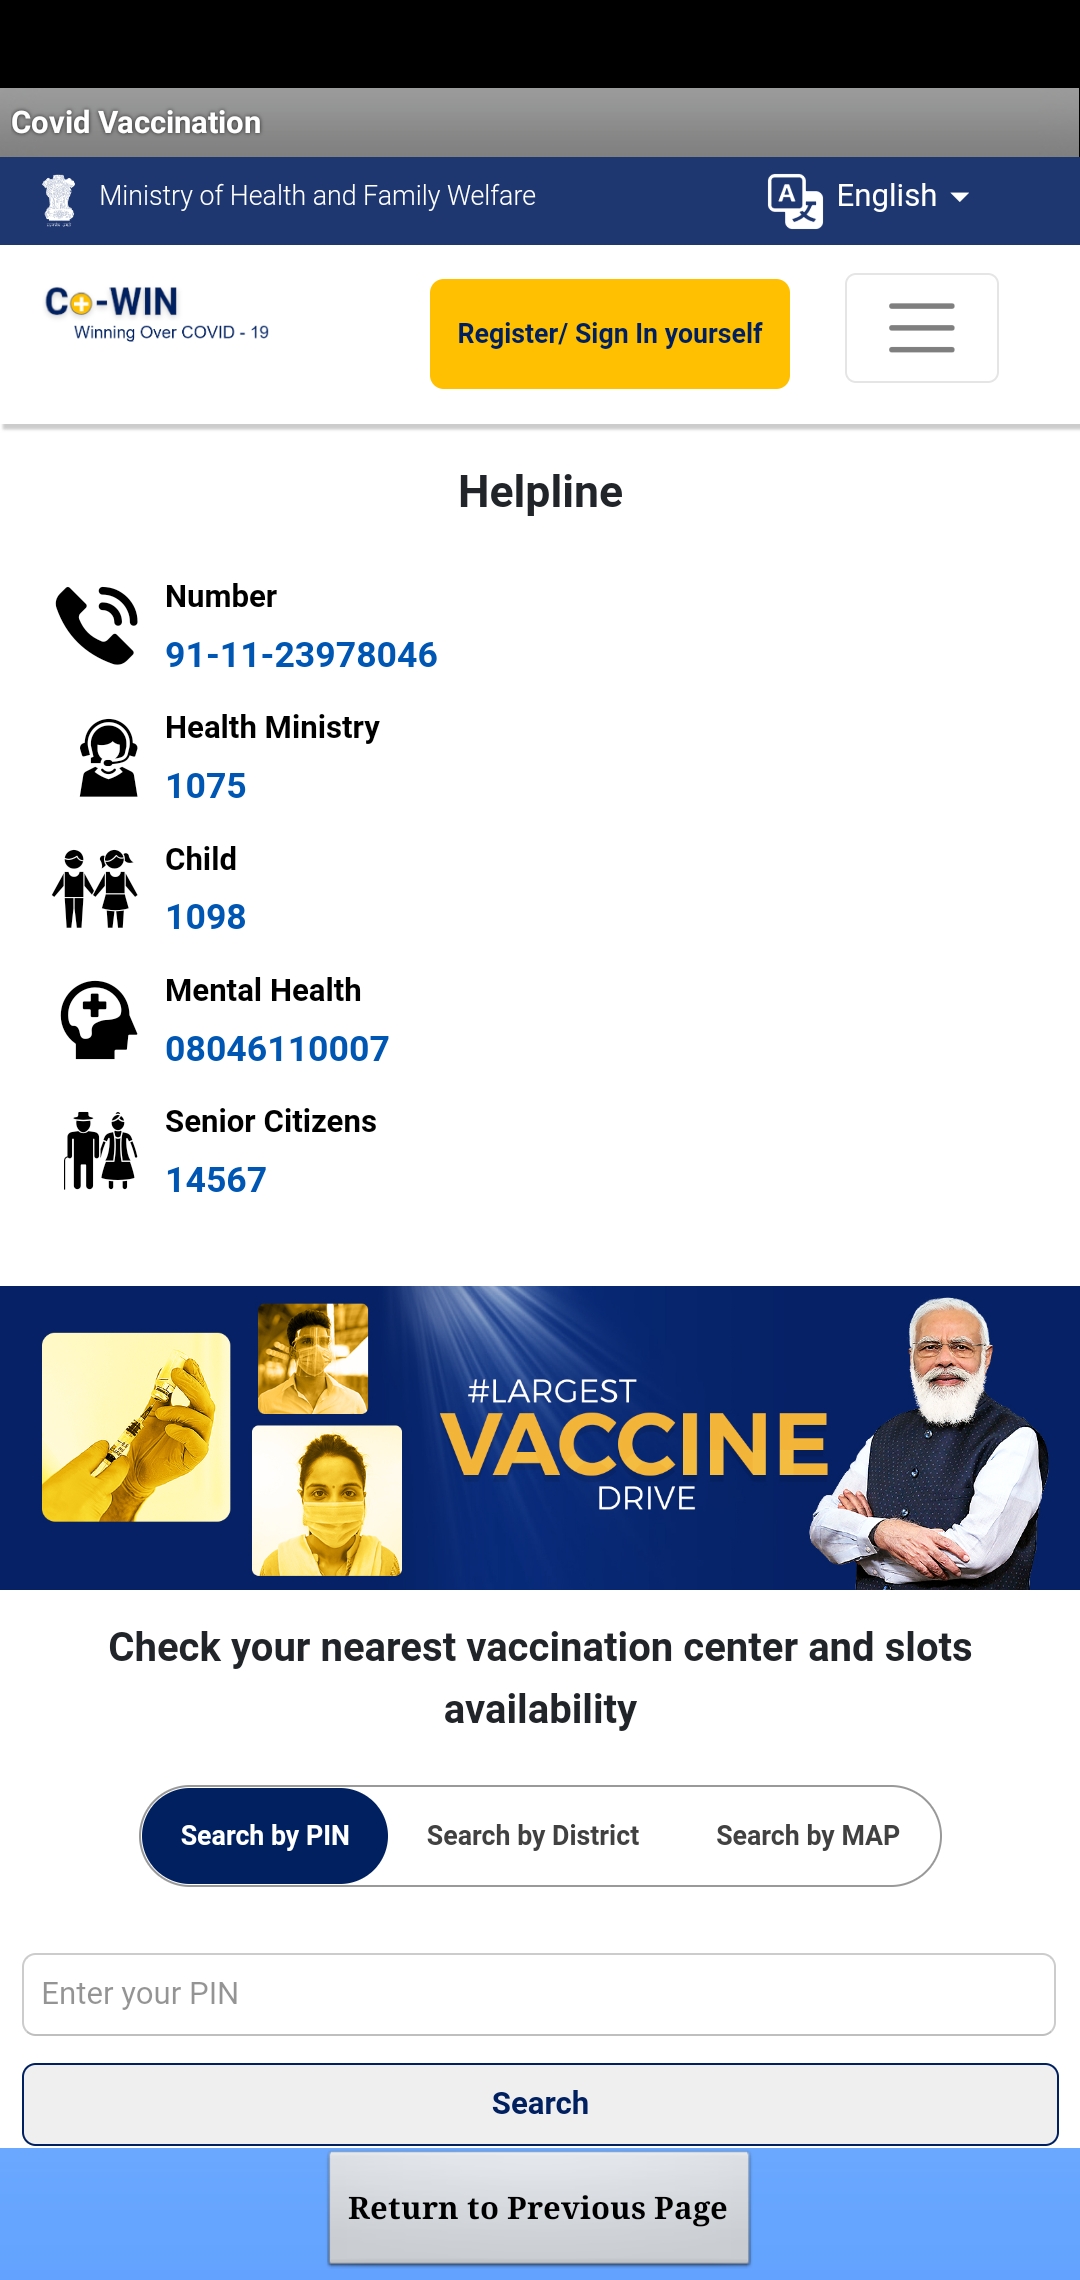 Covid Vaccination
Ministry of Health and Family Welfare
English
Co-WIN
Winning Over COVID - 19
Register/ Sign In yourself
Helpline
Number
91-11-23978046
Health Ministry
1075
Child
1098
Mental Health
08046110007
Senior Citizens
14567
#LARGEST
VACCINE
DRIVE
Check your nearest vaccination center and slots
availability
Search by PIN
Search by District
Search by MAP
Enter your PIN
Search
Return to Previous Page